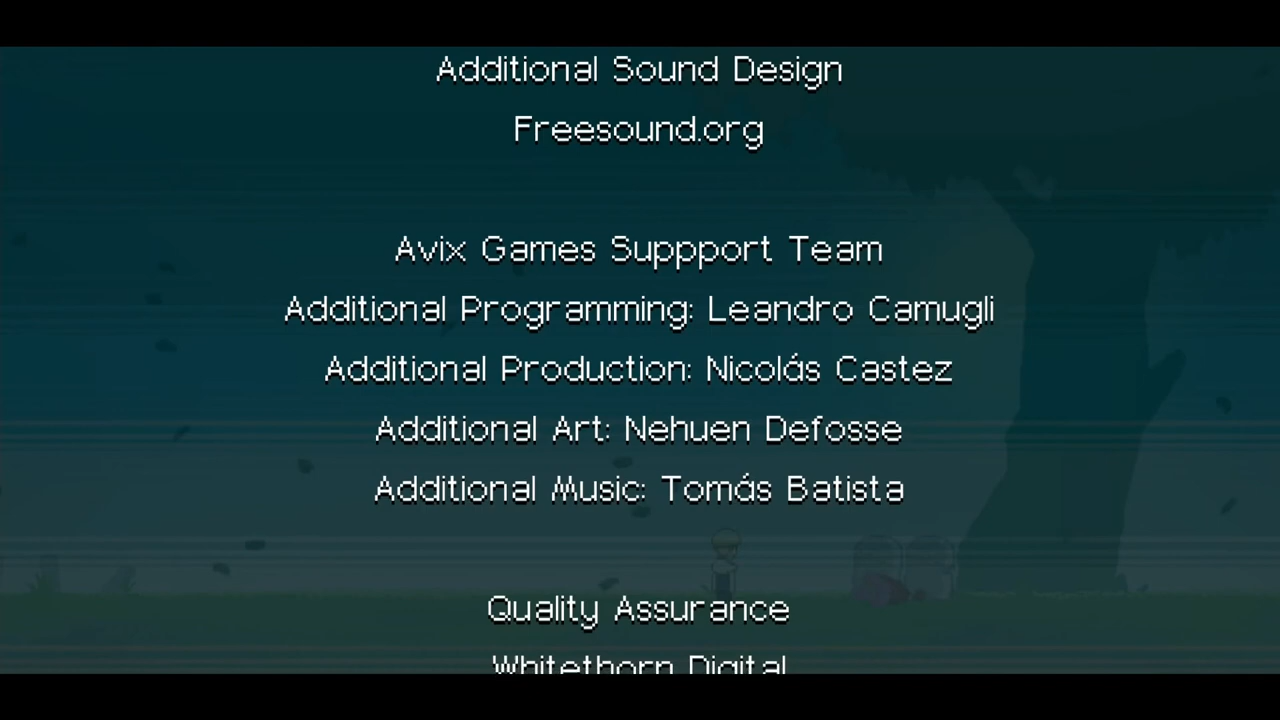 Additional Sound Design
Freesound.org
Avix Games Suppport Team
Additional Programming: Leandro Camugli
Additional Production: Nicolás Castez
Additional Art: Nehuen Defosse
Additional Music: Tomás Batista
Quality Assurance
Whitethorn Digital